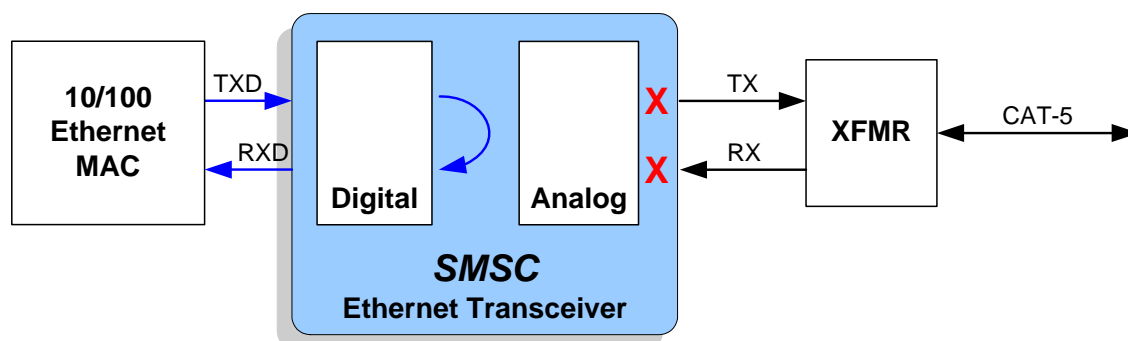 10/100
Ethernet
MAC
TXD
RXD
Digital
Analog
X
X
SMSC
Ethernet Transceiver
TX
RX
XFMR
CAT-5